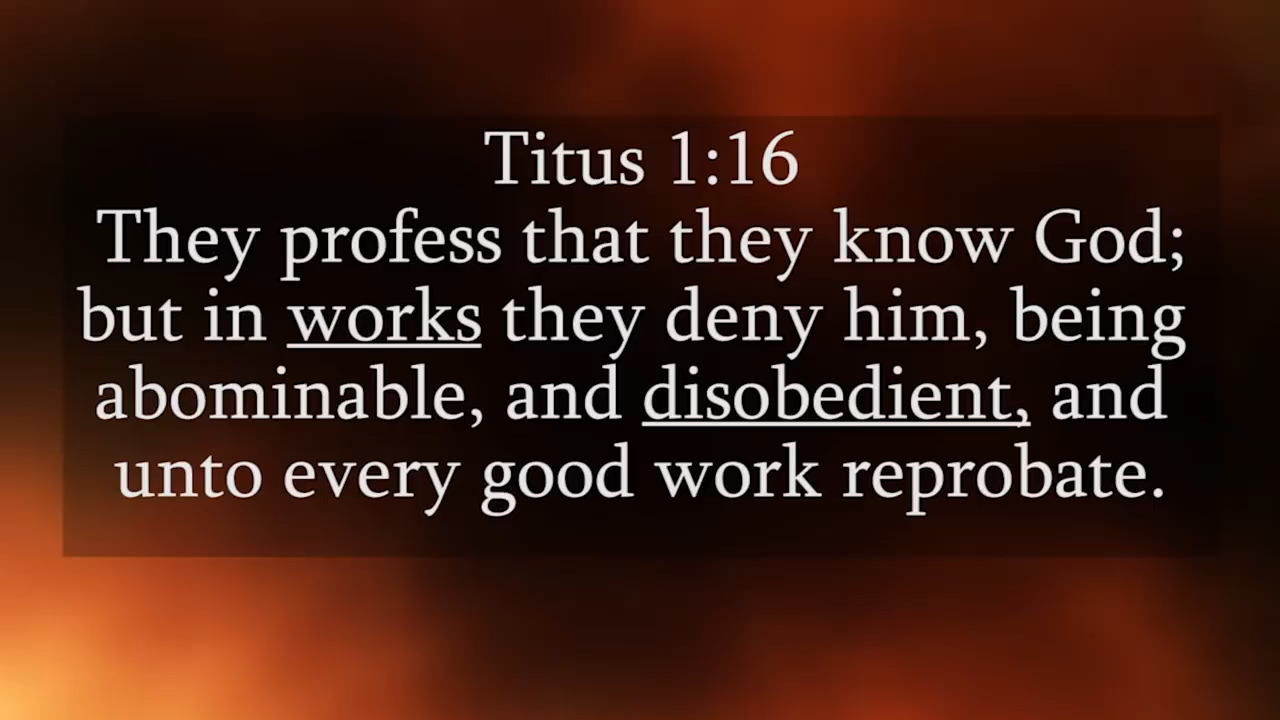 Titus 1:16
They profess that they know God;
but in works they deny him, being
abominable, and disobedient, and
unto every good work reprobate.